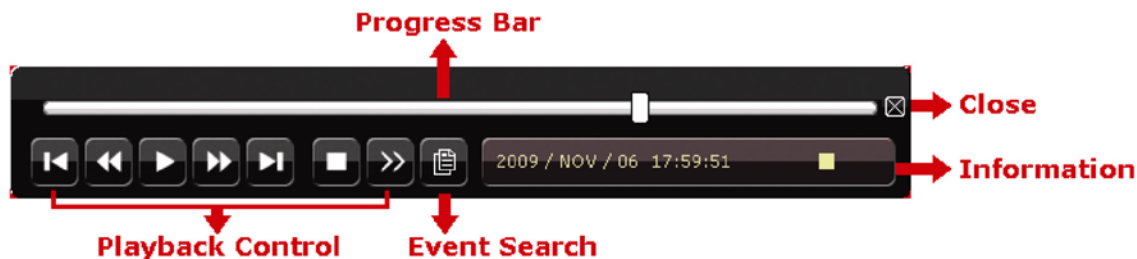 Progress Bar
Close
2009 / NOV / 06 17:59:51
Information
Playback Control
Event Search